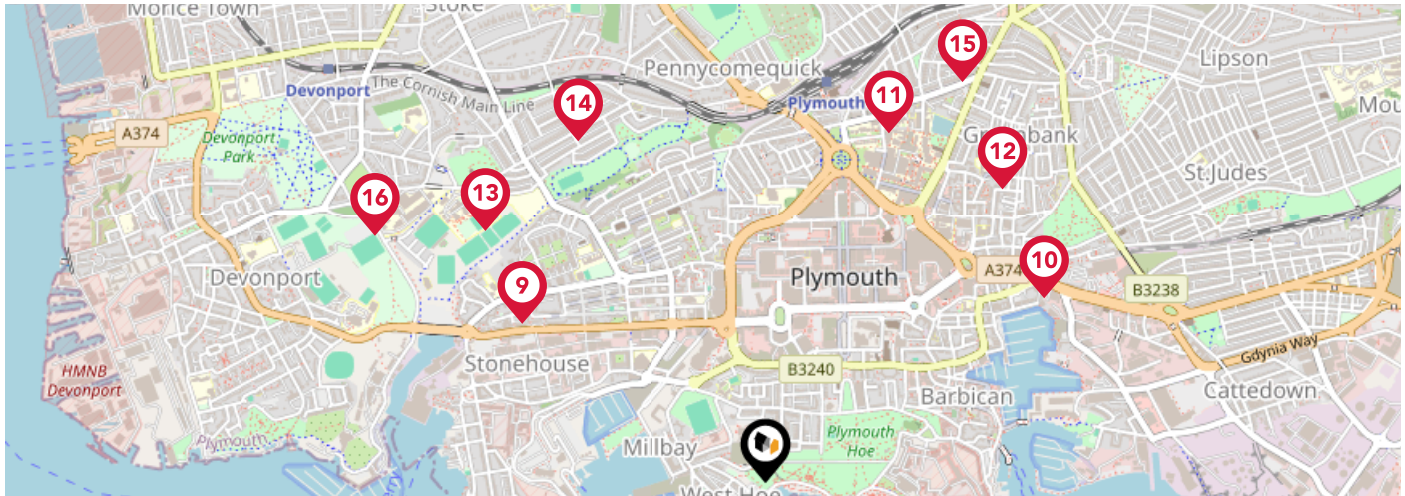 Morice Town
Stoke
15
Lipson
Pennycomequick
Devonport
The Cornish Main Line
14
Plymouth
11
Mou
A374
Devonport
Park
Greenbank
12
St.Judes
16
13
Devonport
9
Plymouth
A374
10
B3238
Stonehouse
Gdynia Way
HMNB
Devonport
B3240
Barbican
Cattedown
Plymouth
Millbay
Plymouth
Hoe
West Hoe